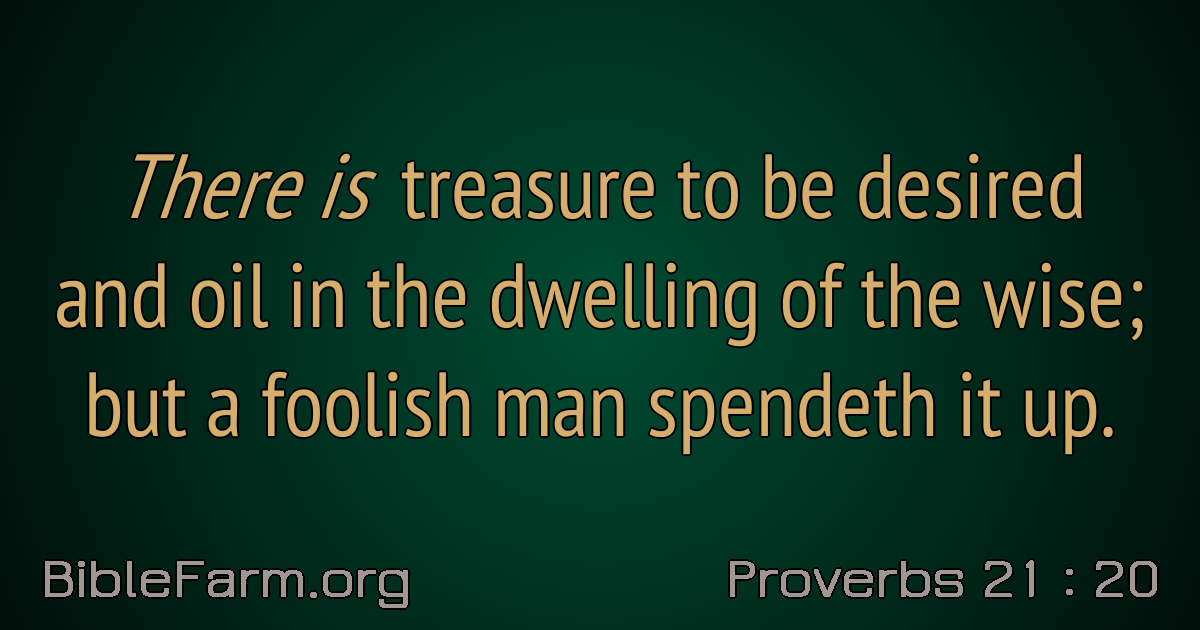 There is treasure to be desired
and oil in the dwelling of the wise;
but a foolish man spendeth it up.
BibleFarm.org
Proverbs 21 : 20